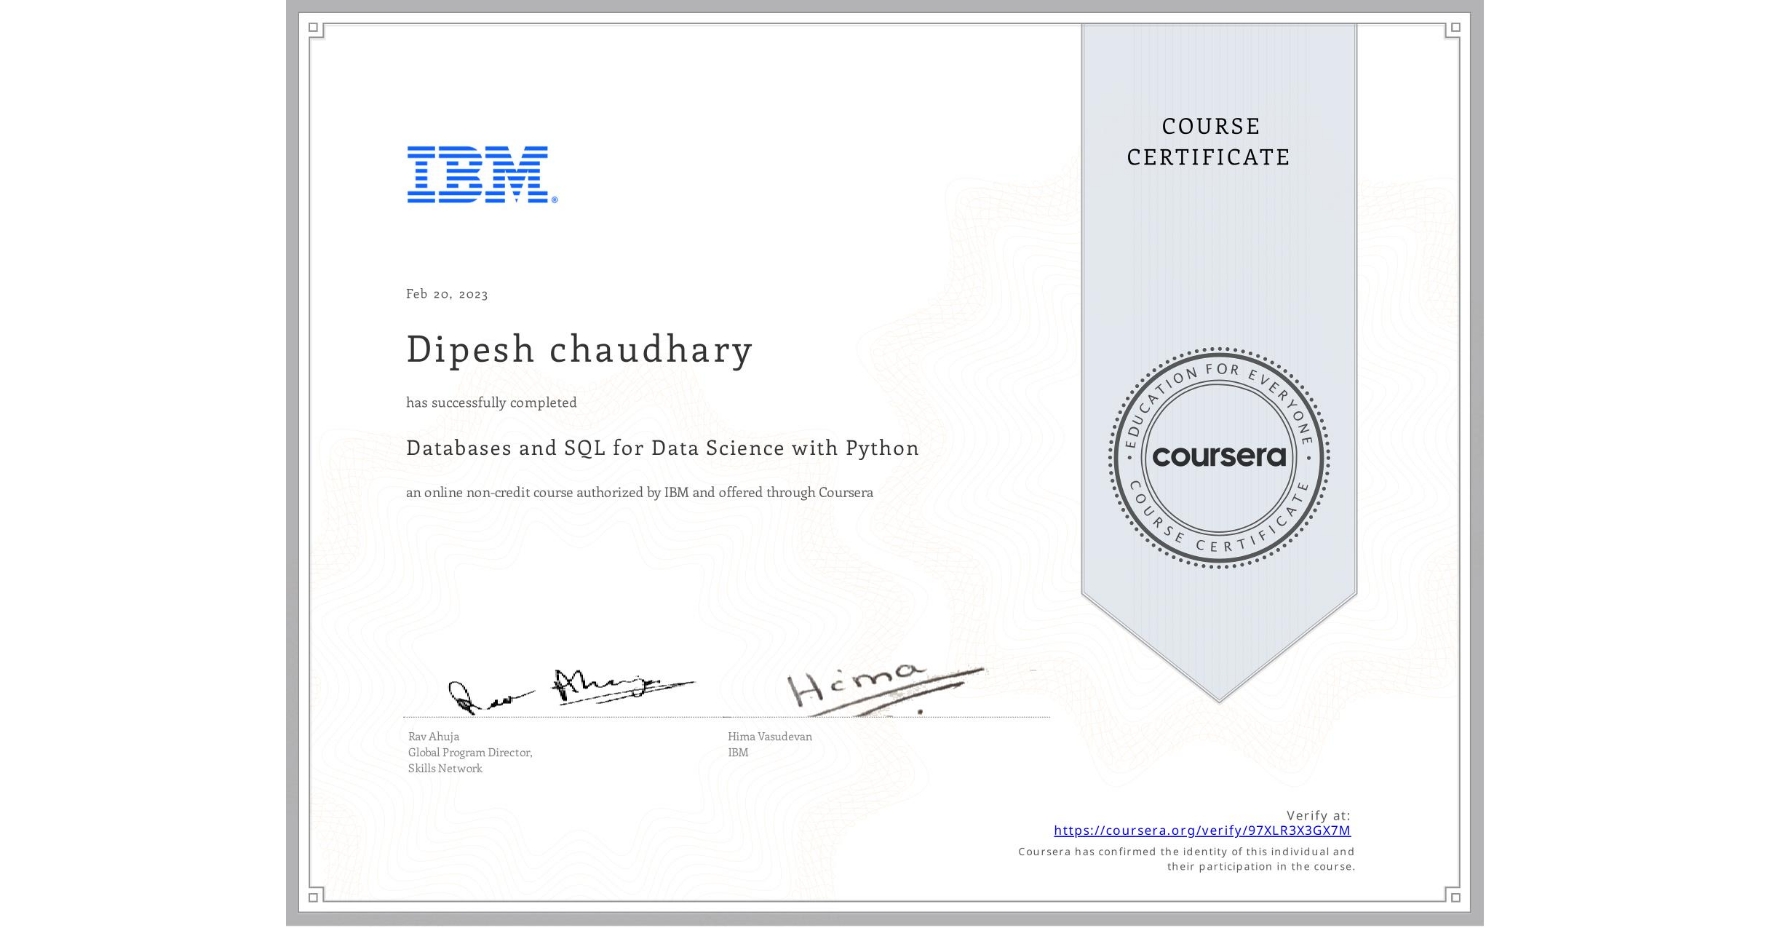 COURSE
CERTIFICATE
IBM®
Feb 20, 2023
Dipesh chaudhary
has successfully completed
Databases and SQL for Data Science with Python
an online non-credit course authorized by IBM and offered through Coursera
EDUCATION FOR EVERYONE
coursera
COURSE CERTIFICATE
Rav Ahuja
Hima
Rav Ahuja
Global Program Director,
Skills Network
Hima Vasudevan
IBM
Verify at:
https://coursera.org/verify/97XLR3X3GX7M
Coursera has confirmed the identity of this individual and
their participation in the course.